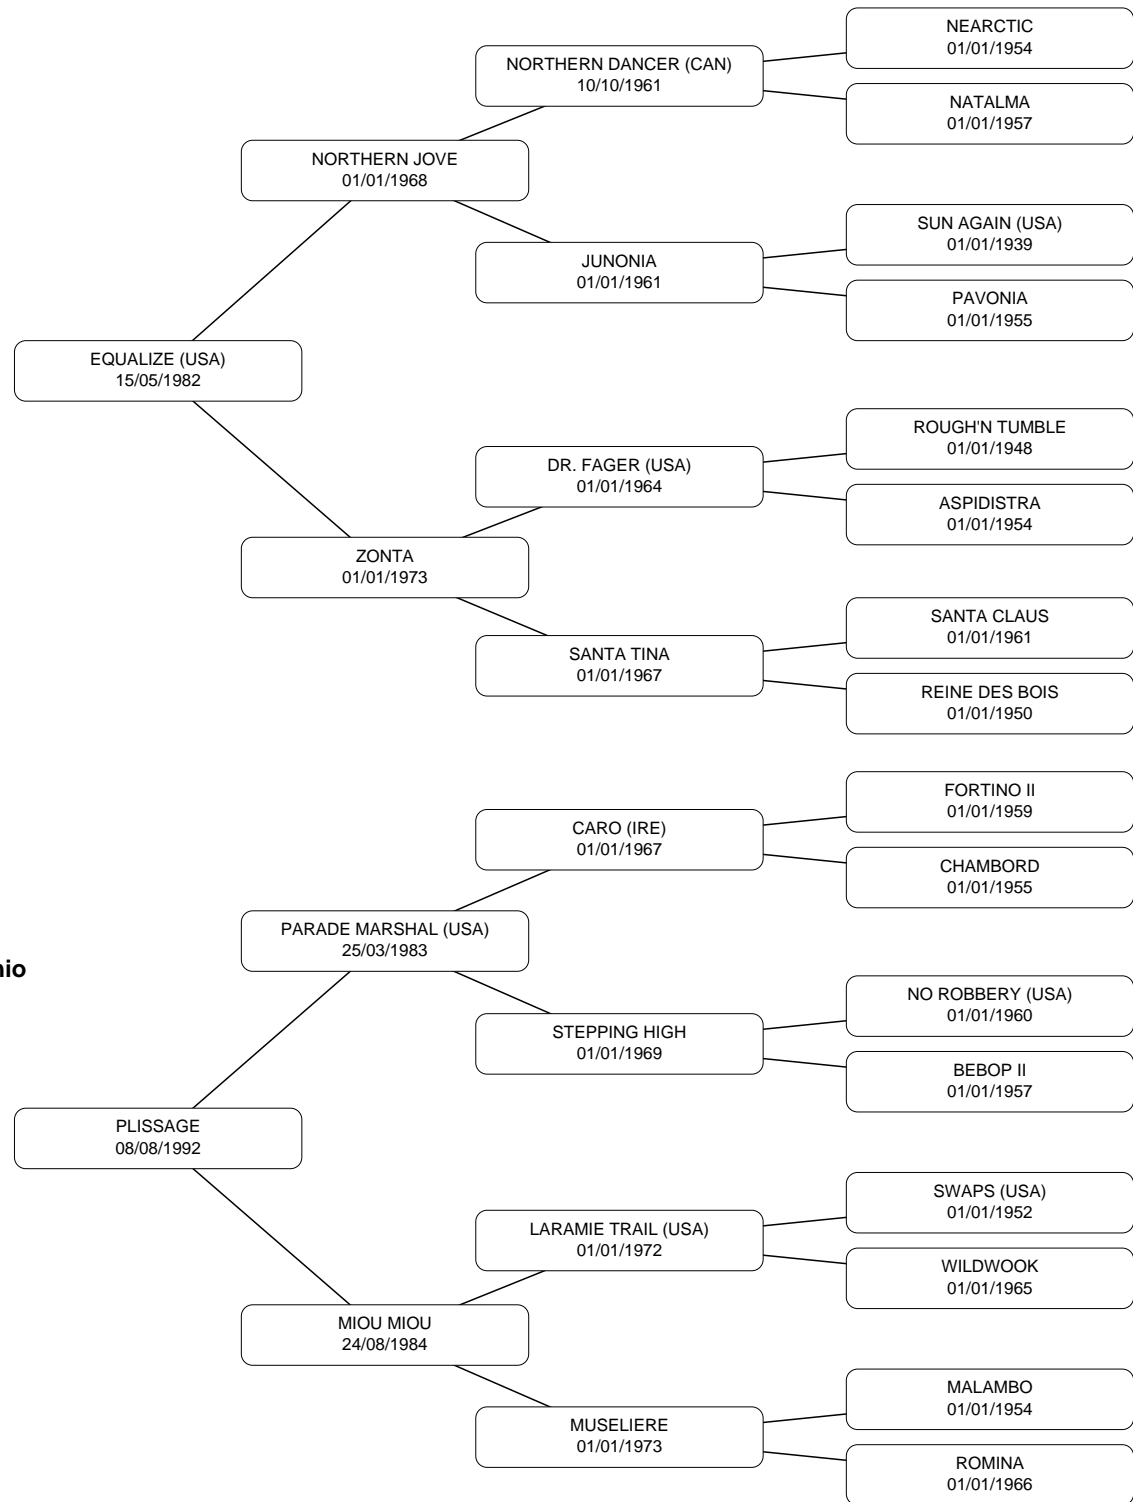 NEARCTIC
01/01/1954
NORTHERN DANCER (CAN)
10/10/1961
NATALMA
01/01/1957
NORTHERN JOVE
01/01/1968
SUN AGAIN (USA)
01/01/1939
JUNONIA
01/01/1961
PAVONIA
01/01/1955
EQUALIZE (USA)
15/05/1982
ROUGH'N TUMBLE
01/01/1948
DR. FAGER (USA)
01/01/1964
ASPIDISTRA
01/01/1954
ZONTA
01/01/1973
SANTA CLAUS
01/01/1961
SANTA TINA
01/01/1967
REINE DES BOIS
01/01/1950
FORTINO II
01/01/1959
CARO (IRE)
01/01/1967
CHAMBORD
01/01/1955
PARADE MARSHAL (USA)
25/03/1983
nio
NO ROBBERY (USA)
01/01/1960
STEPPING HIGH
01/01/1969
BEBOP II
01/01/1957
PLISSAGE
08/08/1992
SWAPS (USA)
01/01/1952
LARAMIE TRAIL (USA)
01/01/1972
WILDWOOK
01/01/1965
MIOU MIOU
24/08/1984
MALAMBO
01/01/1954
MUSELIERE
01/01/1973
ROMINA
01/01/1966